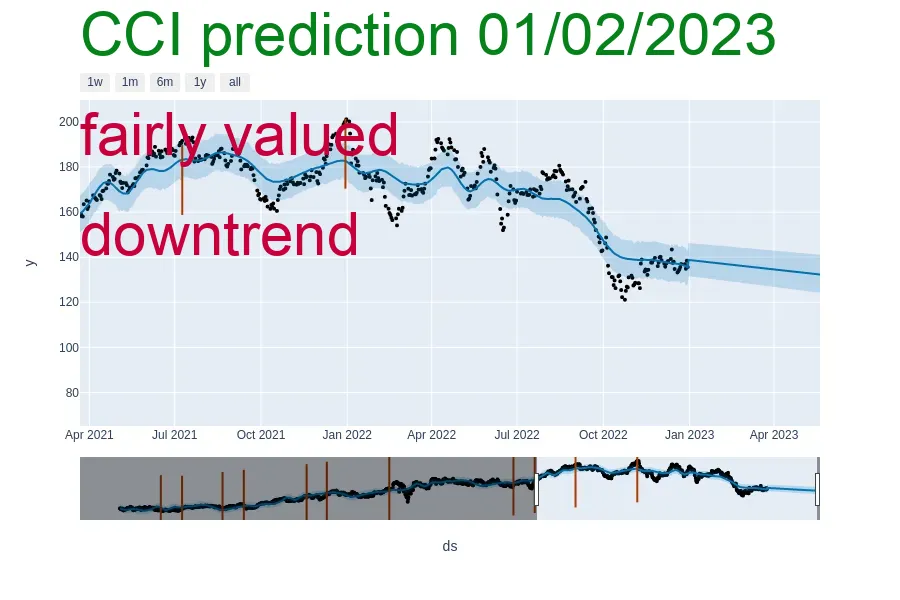 CCI prediction 01/02/2023
1w 1m 6m 1y all
fairly valued
downtrend
200
180
160
140
120
100
80
y
Apr 2021 Jul 2021 Oct 2021 Jan 2022 Apr 2022 Jul 2022 Oct 2022 Jan 2023 Apr 2023
ds